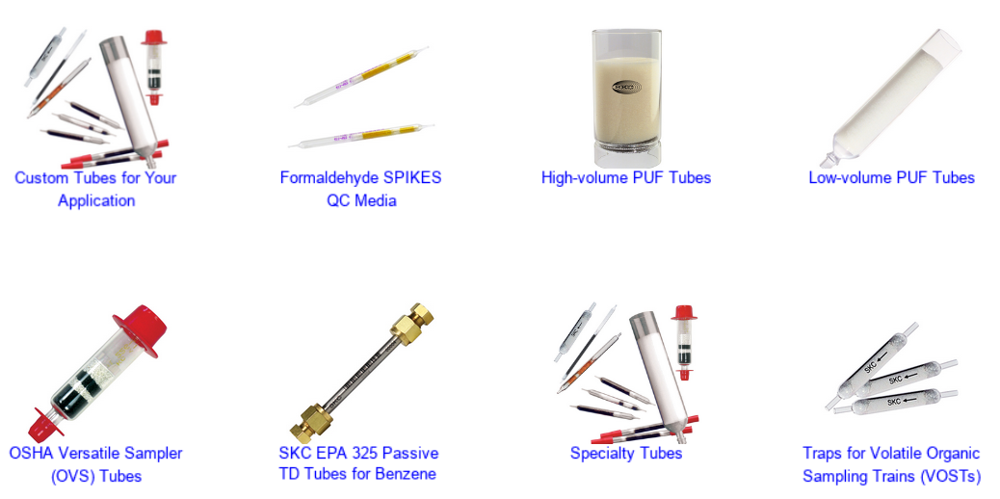 Custom Tubes for Your
Application
Formaldehyde SPIKES
QC Media
High-volume PUF Tubes
Low-volume PUF Tubes
OSHA Versatile Sampler
(OVS) Tubes
SKC EPA 325 Passive
TD Tubes for Benzene
Specialty Tubes
SKC
SKC
SKC
Traps for Volatile Organic
Sampling Trains (VOSTs)